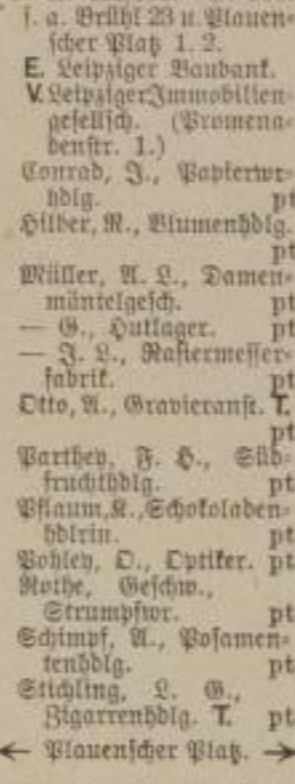 s. a. Brühl 23 u. Plauen-
scher Platz 1. 2.
E. Leipziger Baubank.
V. Leipziger Immobilien-
gesellsch. (Promena-
denstr. 1.)
Conrad, J., Papierwr-
hdlg. pt
Hilber, R., Blumenhdlg.
pt
Müller, A. L., Damen-
mäntelgesch. pt
— G., Hutlager. pt
— J. L., Rasiermesser-
fabrik. pt
Otto, A., Gravieranst. T.
pt
Parthey, F. H., Süd-
fruchthdlg. pt
Pflaum, K., Schokoladen-
hdlrin. pt
Pohley, O., Optiker. pt
Rothe, Geschw.,
Strumpfwr. pt
Schimpf, A., Posamen-
tenhdlg. pt
Stichling, L. G.,
Zigarrenhdlg. T. pt
← Plauenscher Platz. →